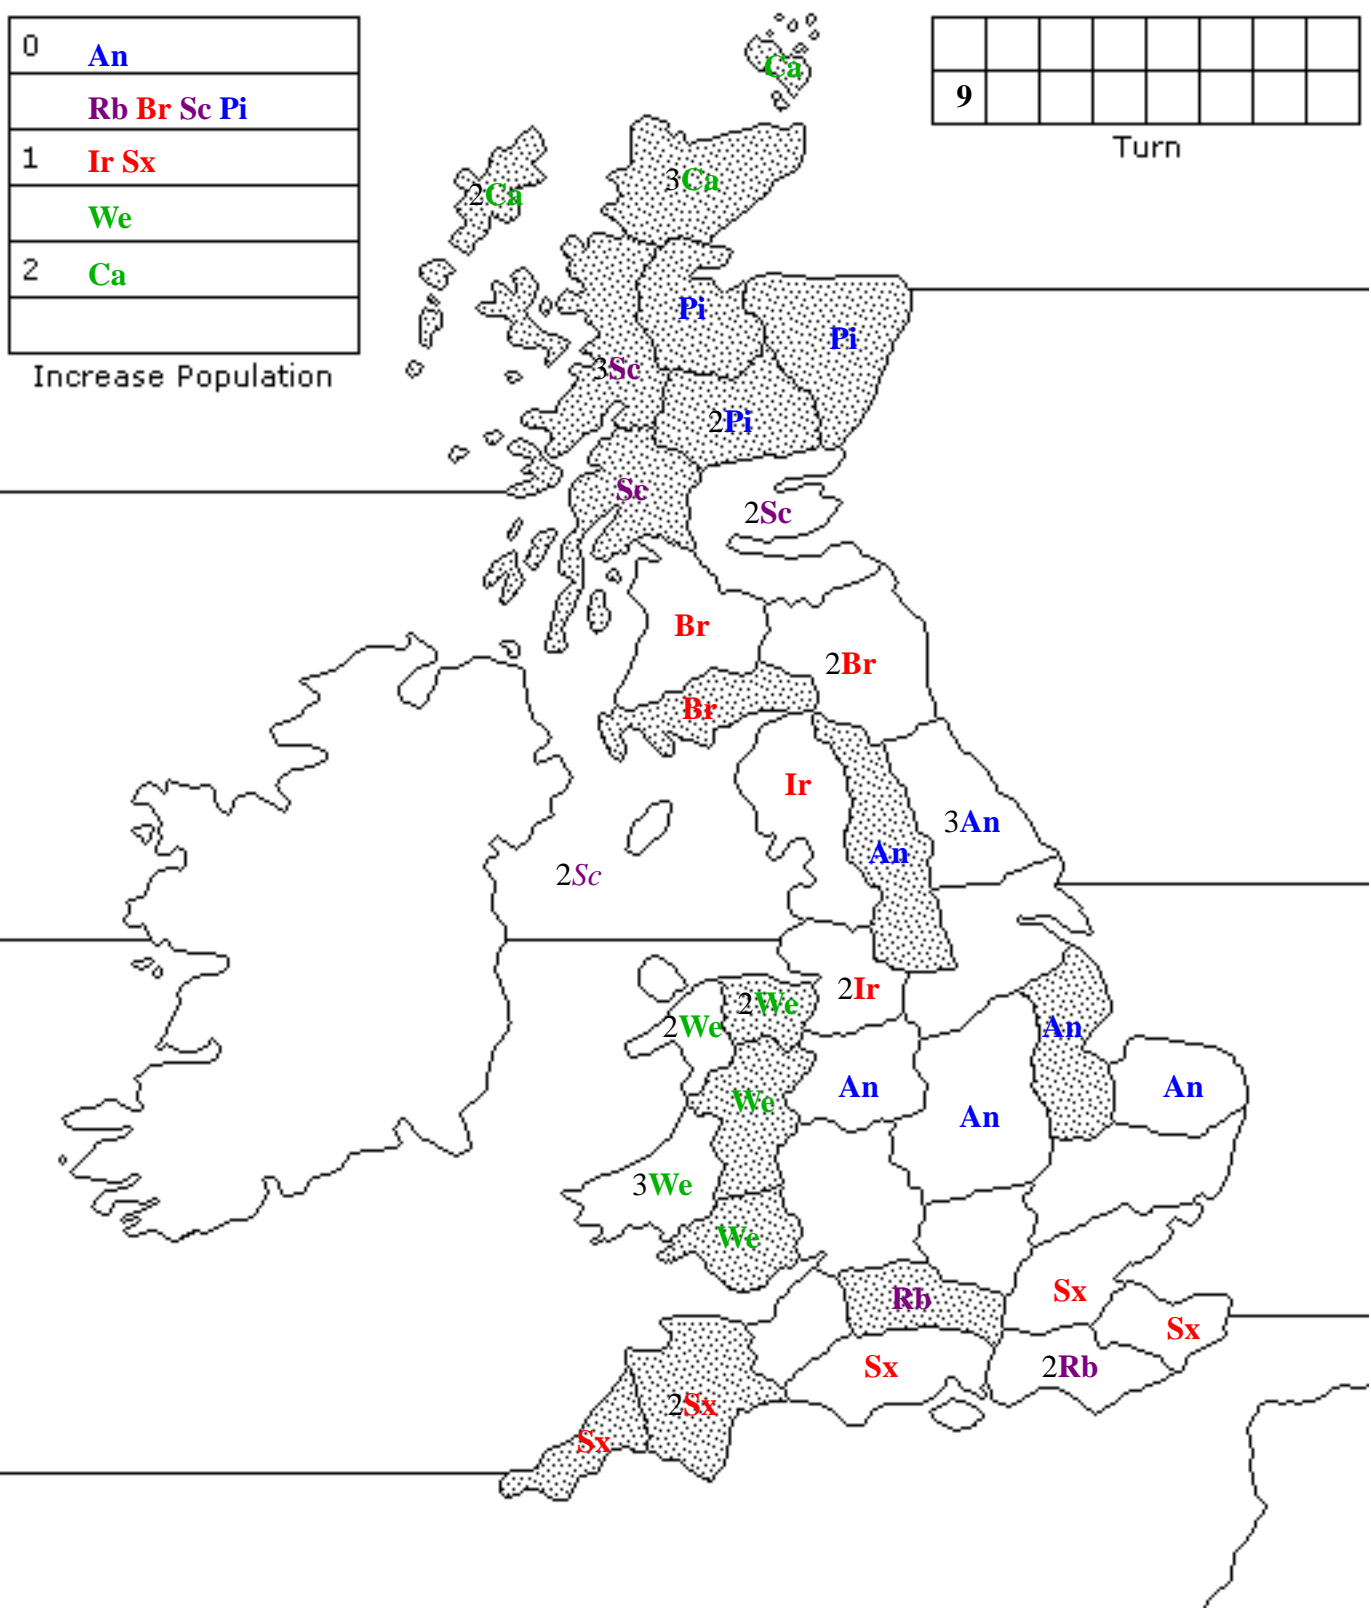 0 An
Rb Br Sc Pi
1 Ir Sx
We
2 Ca
Increase Population
9
Turn
Ca
3Ca
2Ca
Pi
Pi
3Sc
2Pi
Sc
2Sc
Br
2Br
Br
Ir
3An
An
2Sc
2Ir
2We
2We
An
An
An
We
An
3We
We
Sx
Rb
Sx
Sx
2Rb
2Sx
Sx